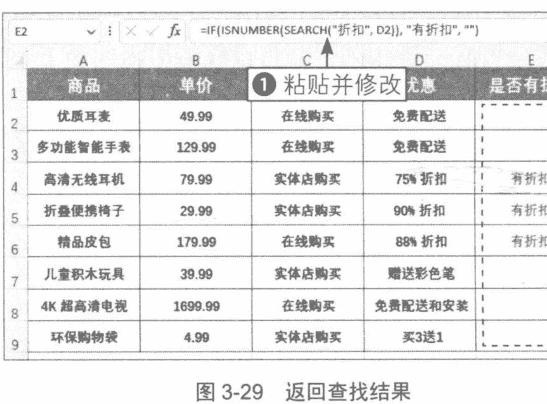 E2 fx =IF(ISNUMBER(SEARCH("折扣", D2)), "有折扣", "")
A B C D E
❶ 粘贴并修改
1 商品 单价 优惠 是否有折
2 优质耳麦 49.99 在线购买 免费配送
3 多功能智能手表 129.99 在线购买 免费配送
4 高清无线耳机 79.99 实体店购买 75% 折扣 有折扣
5 折叠便携椅子 29.99 实体店购买 90% 折扣 有折扣
6 精品皮包 179.99 在线购买 88% 折扣 有折扣
7 儿童积木玩具 39.99 实体店购买 赠送彩色笔
8 4K 超高清电视 1699.99 在线购买 免费配送和安装
9 环保购物袋 4.99 实体店购买 买3送1
图 3-29 返回查找结果